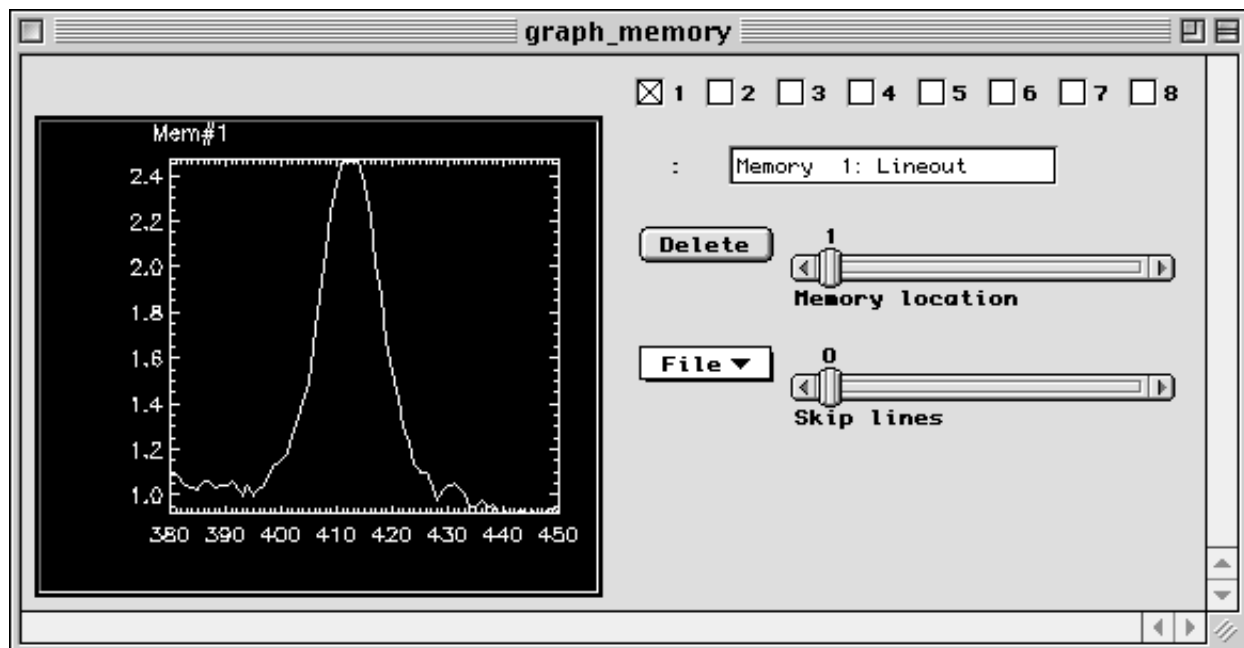 graph_memory
1 2 3 4 5 6 7 8
Mem#1
: Memory 1: Lineout
2.4
2.2
2.0
1.8
1.6
1.4
1.2
1.0
380 390 400 410 420 430 440 450
Delete
1
Memory location
File
0
Skip lines